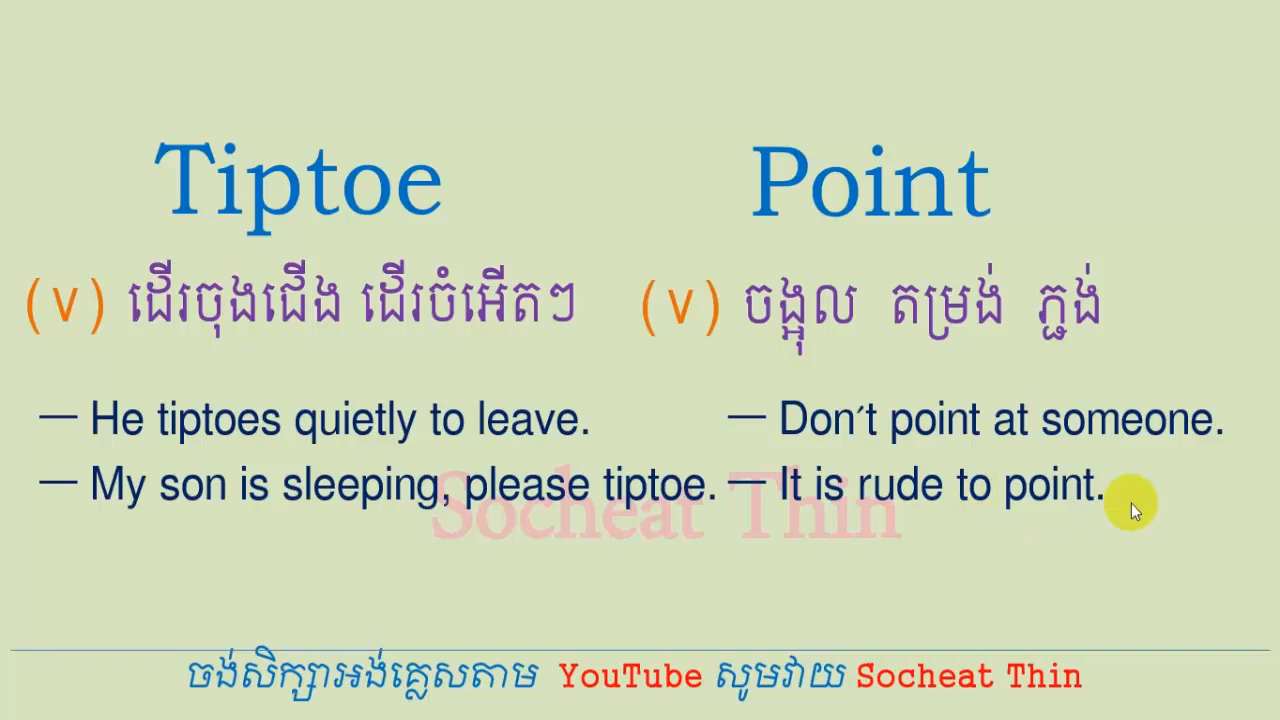 Tiptoe
(v) ដើរចុងជើង ដើរចំអើតៗ
— He tiptoes quietly to leave.
— My son is sleeping, please tiptoe.
Point
(v) ចង្អុល តម្រង់ ភ្ជង់
— Don't point at someone.
— It is rude to point.
Socheat Thin
ចង់សិក្សាអង់គ្លេសតាម YouTube សូមវាយ Socheat Thin